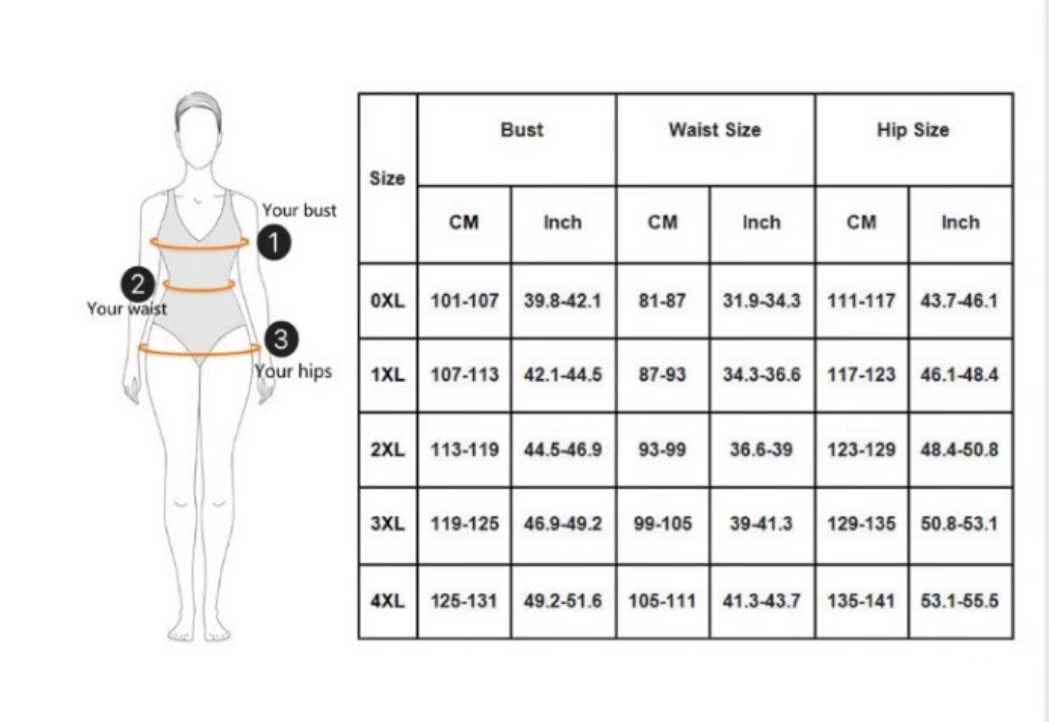 Your bust
1
2
Your waist
3
Your hips
Size Bust Waist Size Hip Size
CM Inch CM Inch CM Inch
0XL 101-107 39.8-42.1 81-87 31.9-34.3 111-117 43.7-46.1
1XL 107-113 42.1-44.5 87-93 34.3-36.6 117-123 46.1-48.4
2XL 113-119 44.5-46.9 93-99 36.6-39 123-129 48.4-50.8
3XL 119-125 46.9-49.2 99-105 39-41.3 129-135 50.8-53.1
4XL 125-131 49.2-51.6 105-111 41.3-43.7 135-141 53.1-55.5